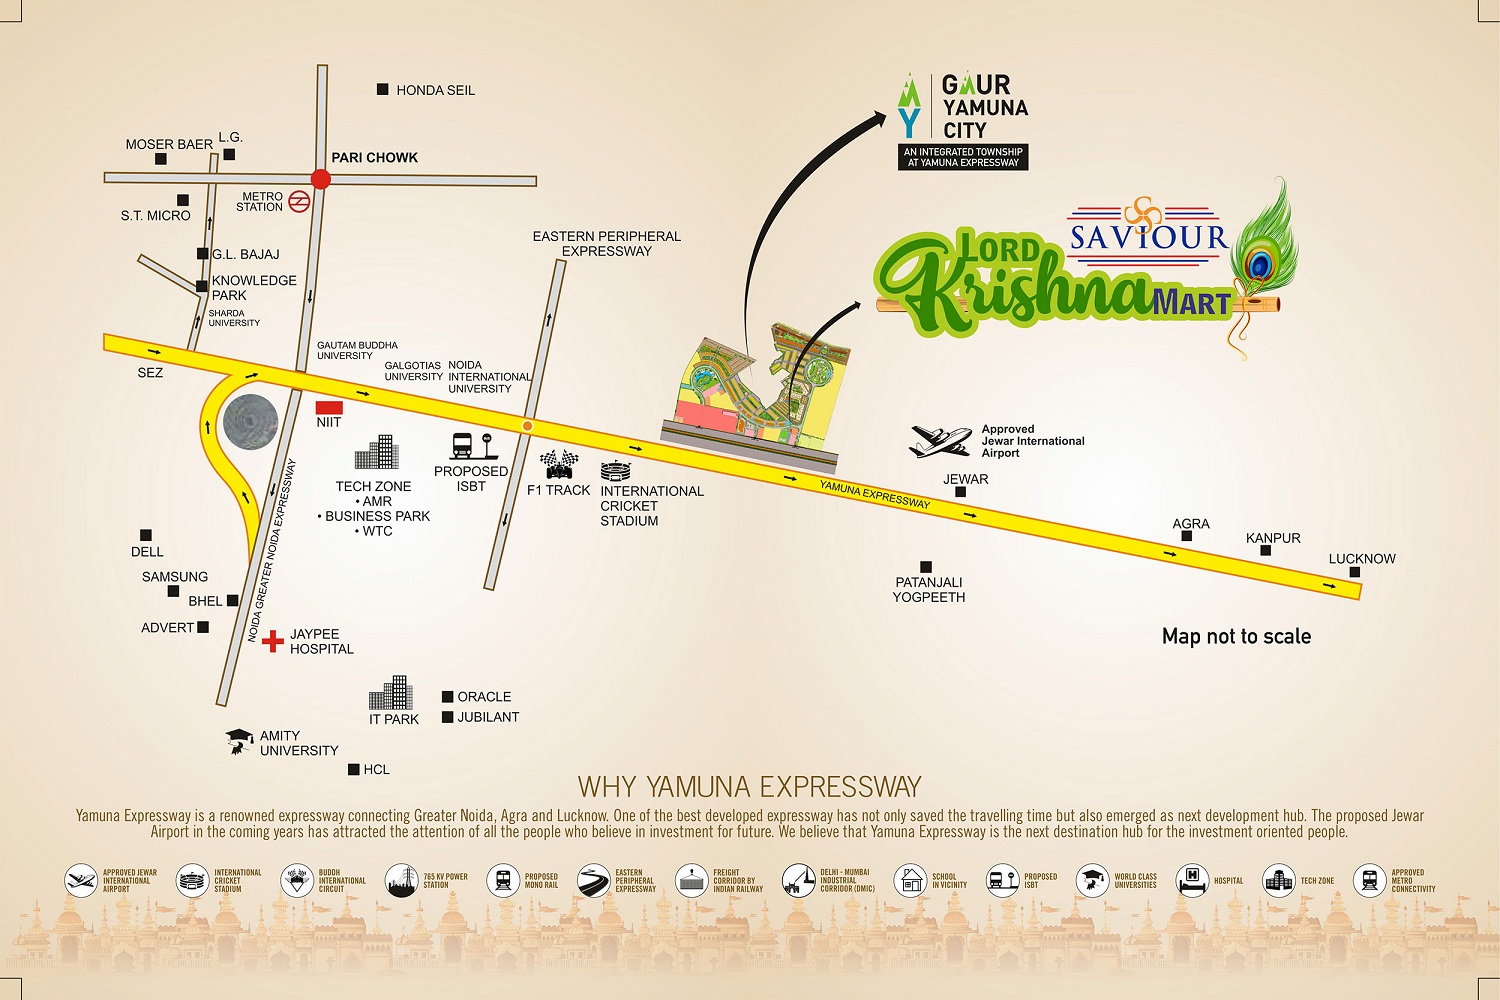 HONDA SEIL
GAUR
YAMUNA
CITY
AN INTEGRATED TOWNSHIP
AT YAMUNA EXPRESSWAY
MOSER BAER
L.G.
PARI CHOWK
METRO
STATION
S.T. MICRO
G.L. BAJAJ
KNOWLEDGE
PARK
SHARDA
UNIVERSITY
EASTERN PERIPHERAL
EXPRESSWAY
SAVIOUR
LORD
Krishna MART
SEZ
GAUTAM BUDDHA
UNIVERSITY
GALGOTIAS
UNIVERSITY
NOIDA
INTERNATIONAL
UNIVERSITY
NIIT
TECH ZONE
• AMR
• BUSINESS PARK
• WTC
PROPOSED
ISBT
F1 TRACK
INTERNATIONAL
CRICKET
STADIUM
Approved
Jewar International
Airport
JEWAR
YAMUNA EXPRESSWAY
AGRA
KANPUR
LUCKNOW
PATANJALI
YOGPEETH
Map not to scale
NOIDA GREATER NOIDA EXPRESSWAY
DELL
SAMSUNG
BHEL
ADVERT
JAYPEE
HOSPITAL
IT PARK
ORACLE
JUBILANT
AMITY
UNIVERSITY
HCL
WHY YAMUNA EXPRESSWAY
Yamuna Expressway is a renowned expressway connecting Greater Noida, Agra and Lucknow. One of the best developed expressway has not only saved the travelling time but also emerged as next development hub. The proposed Jewar
Airport in the coming years has attracted the attention of all the people who believe in investment for future. We believe that Yamuna Expressway is the next destination hub for the investment oriented people.
APPROVED JEWAR
INTERNATIONAL
AIRPORT
INTERNATIONAL
CRICKET
STADIUM
BUDDH
INTERNATIONAL
CIRCUIT
765 KV POWER
STATION
PROPOSED
MONO RAIL
EASTERN
PERIPHERAL
EXPRESSWAY
FREIGHT
CORRIDOR BY
INDIAN RAILWAY
DELHI - MUMBAI
INDUSTRIAL
CORRIDOR (DMIC)
SCHOOL
IN VICINITY
PROPOSED
ISBT
WORLD CLASS
UNIVERSITIES
H
HOSPITAL
TECH ZONE
APPROVED
METRO
CONNECTIVITY